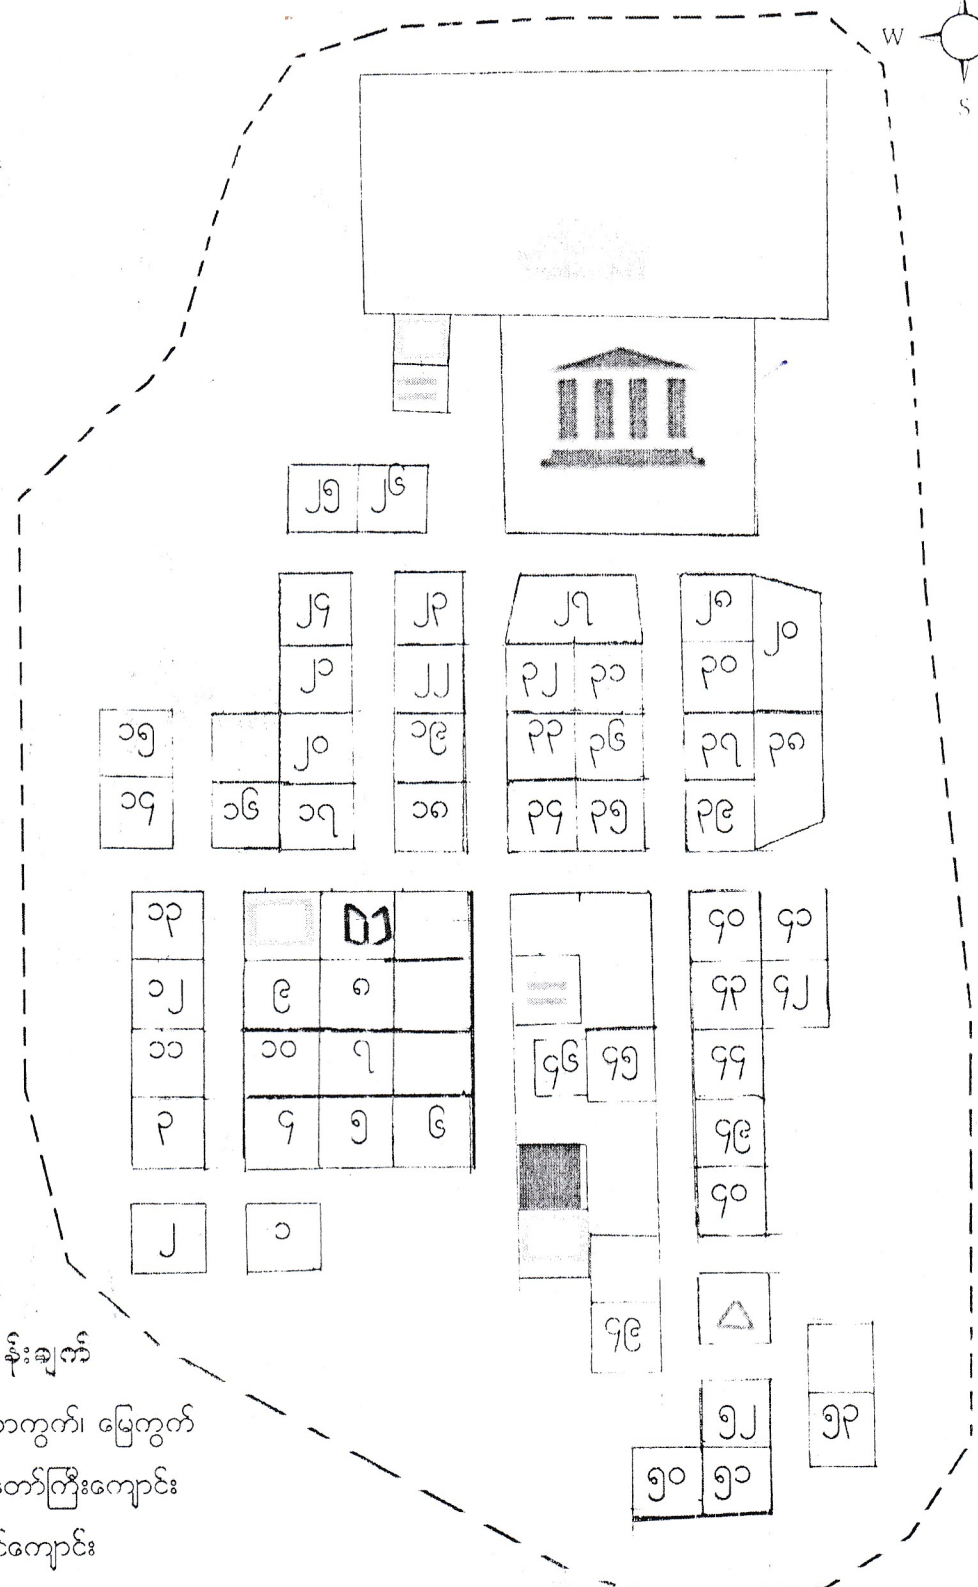 W
S
၂၅ ၂၆
၂၄ ၂၃ ၂၇ ၂၈ ၂၀
၂၁ ၂၂ ၃၂ ၃၁ ၃၀
၁၅ ၂၀ ၁၉ ၃၃ ၃၆ ၃၇ ၃၈
၁၄ ၁၆ ၁၇ ၁၈ ၃၄ ၃၅ ၃၉
၁၃ ၄၀ ၄၁
၁၂ ၉ ၈ ၄၃ ၄၂
၁၁ ၁၀ ၇ ၄၆ ၄၅ ၄၄
၃ ၄ ၅ ၆ ၄၉
၄၀
၂ ၁
၄၉
န်းချက်
ကွက်၊ မြေကွက်
တော်ကြီးကျောင်း
ကျောင်း
၅၂ ၅၃
၅၀ ၅၁